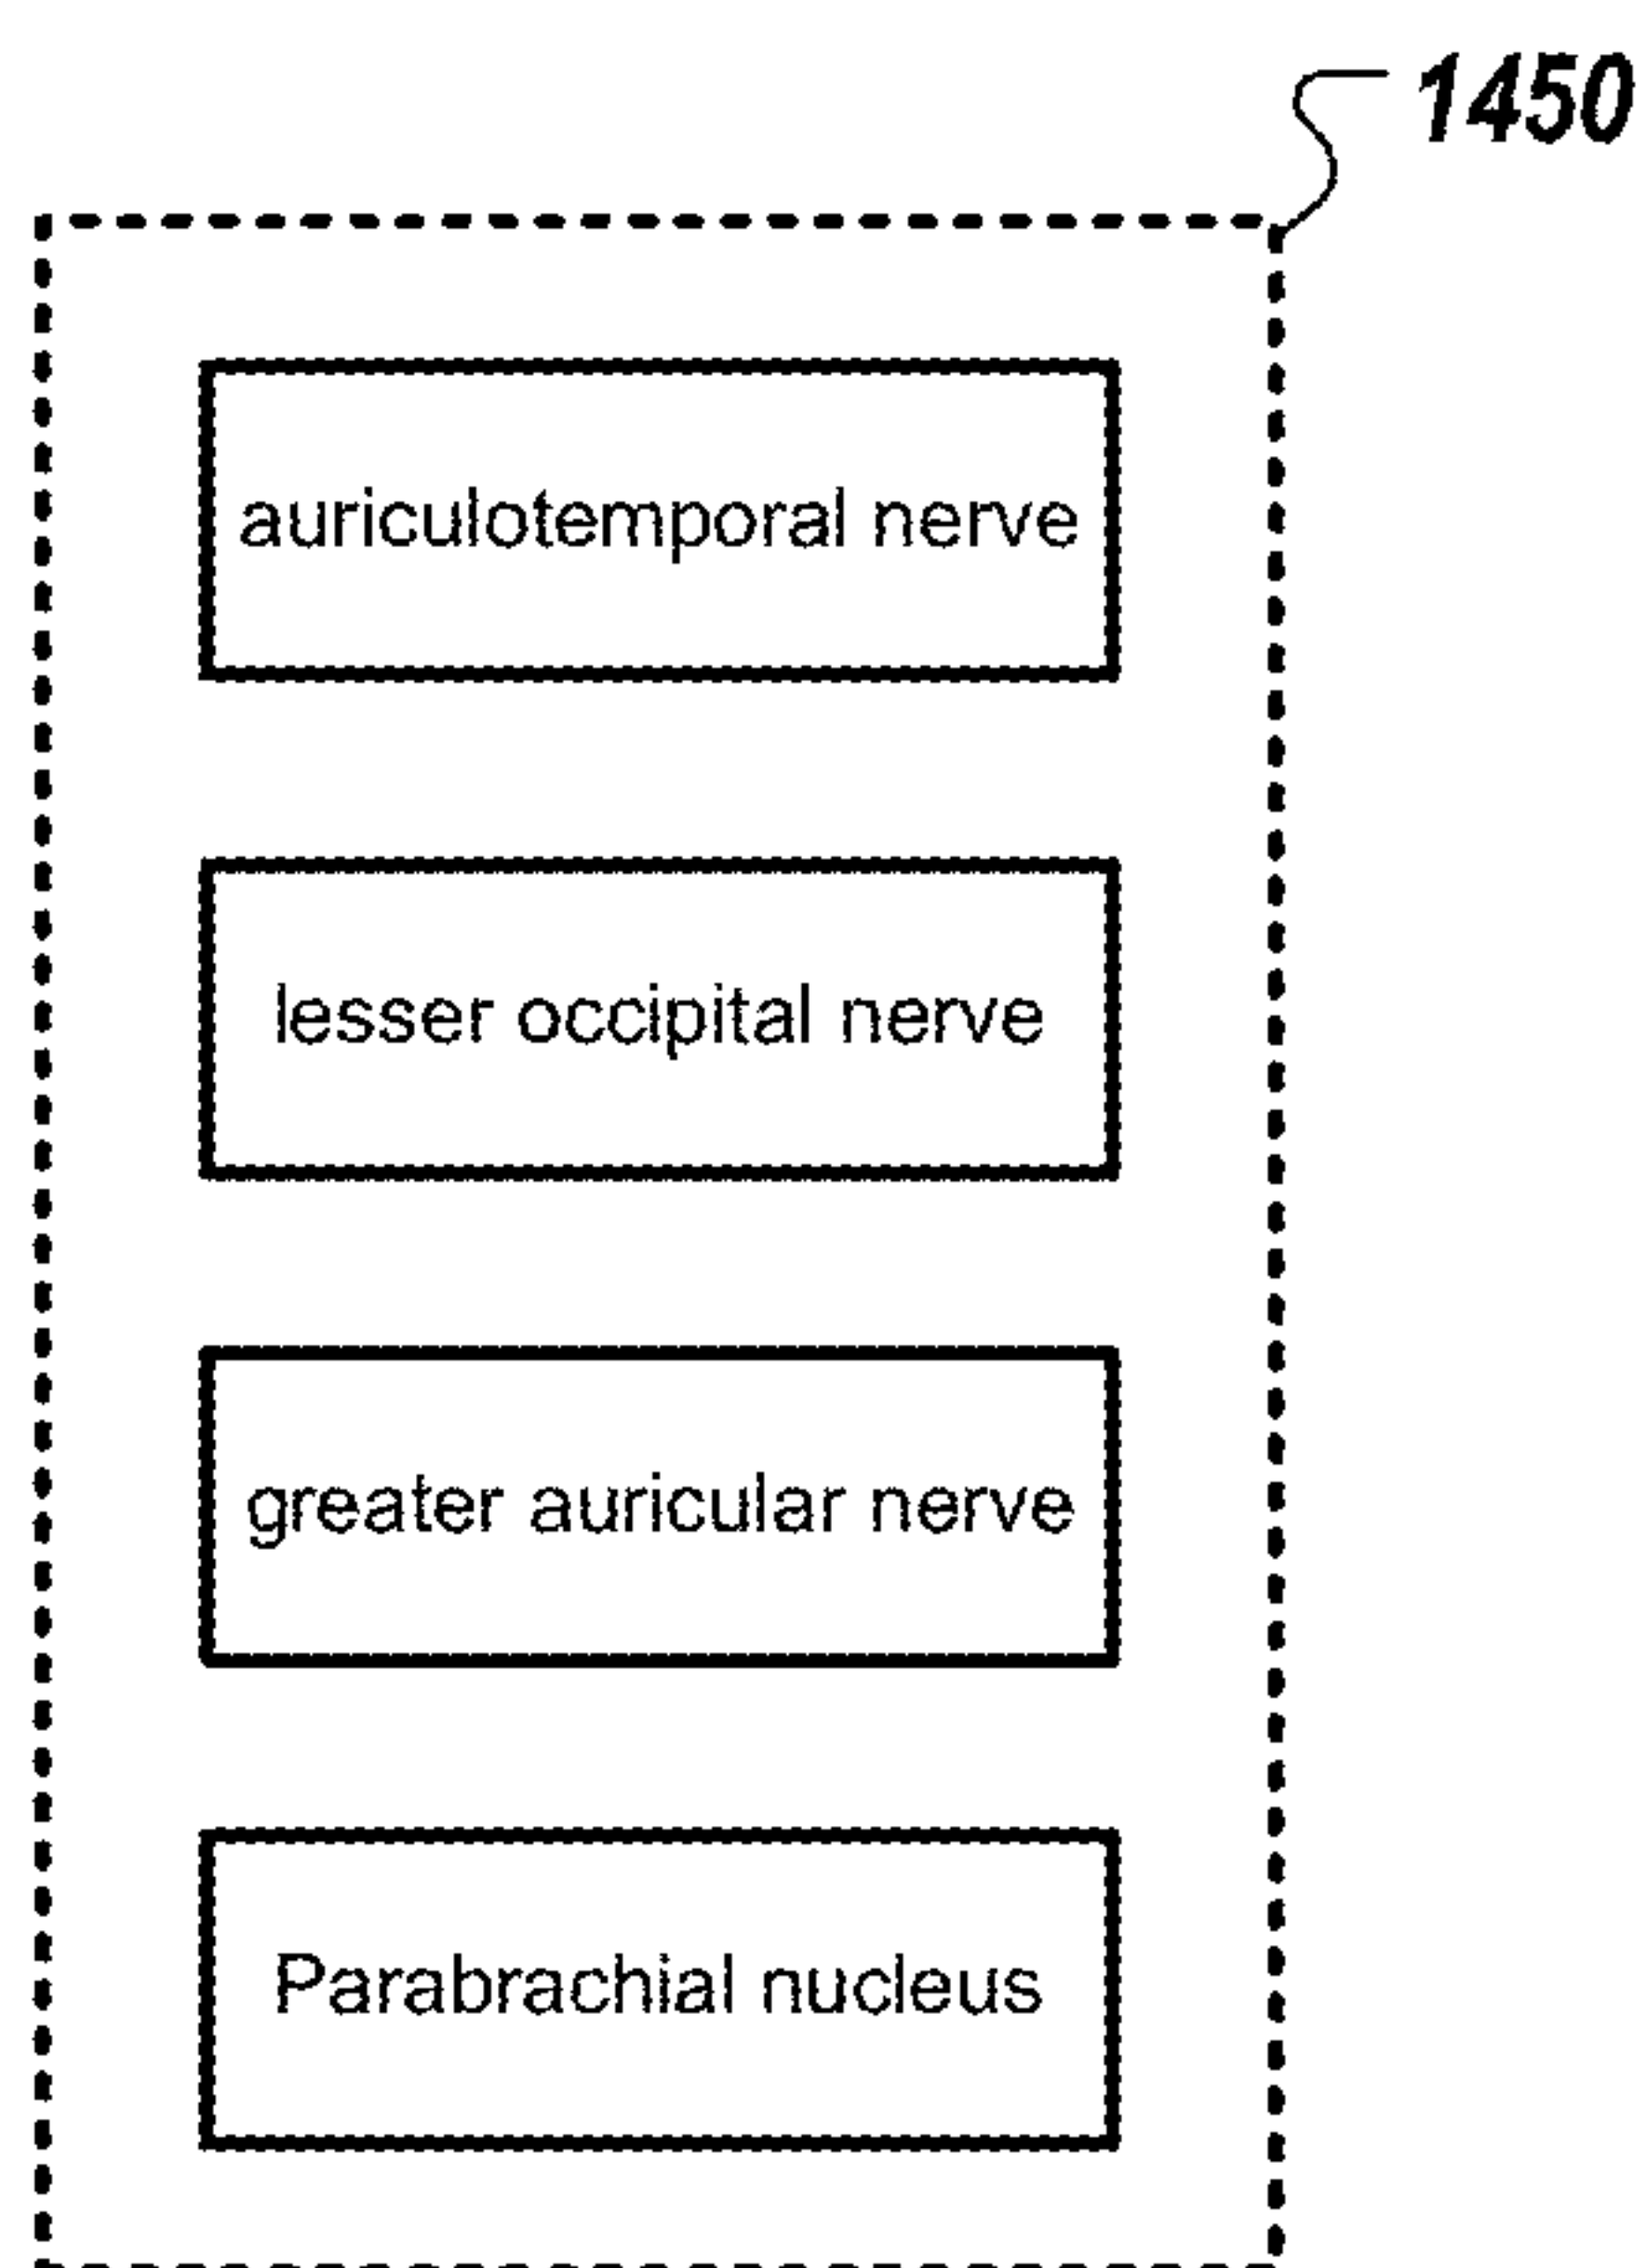 1450
auriculotemporal nerve
lesser occipital nerve
greater auricular nerve
Parabrachial nucleus